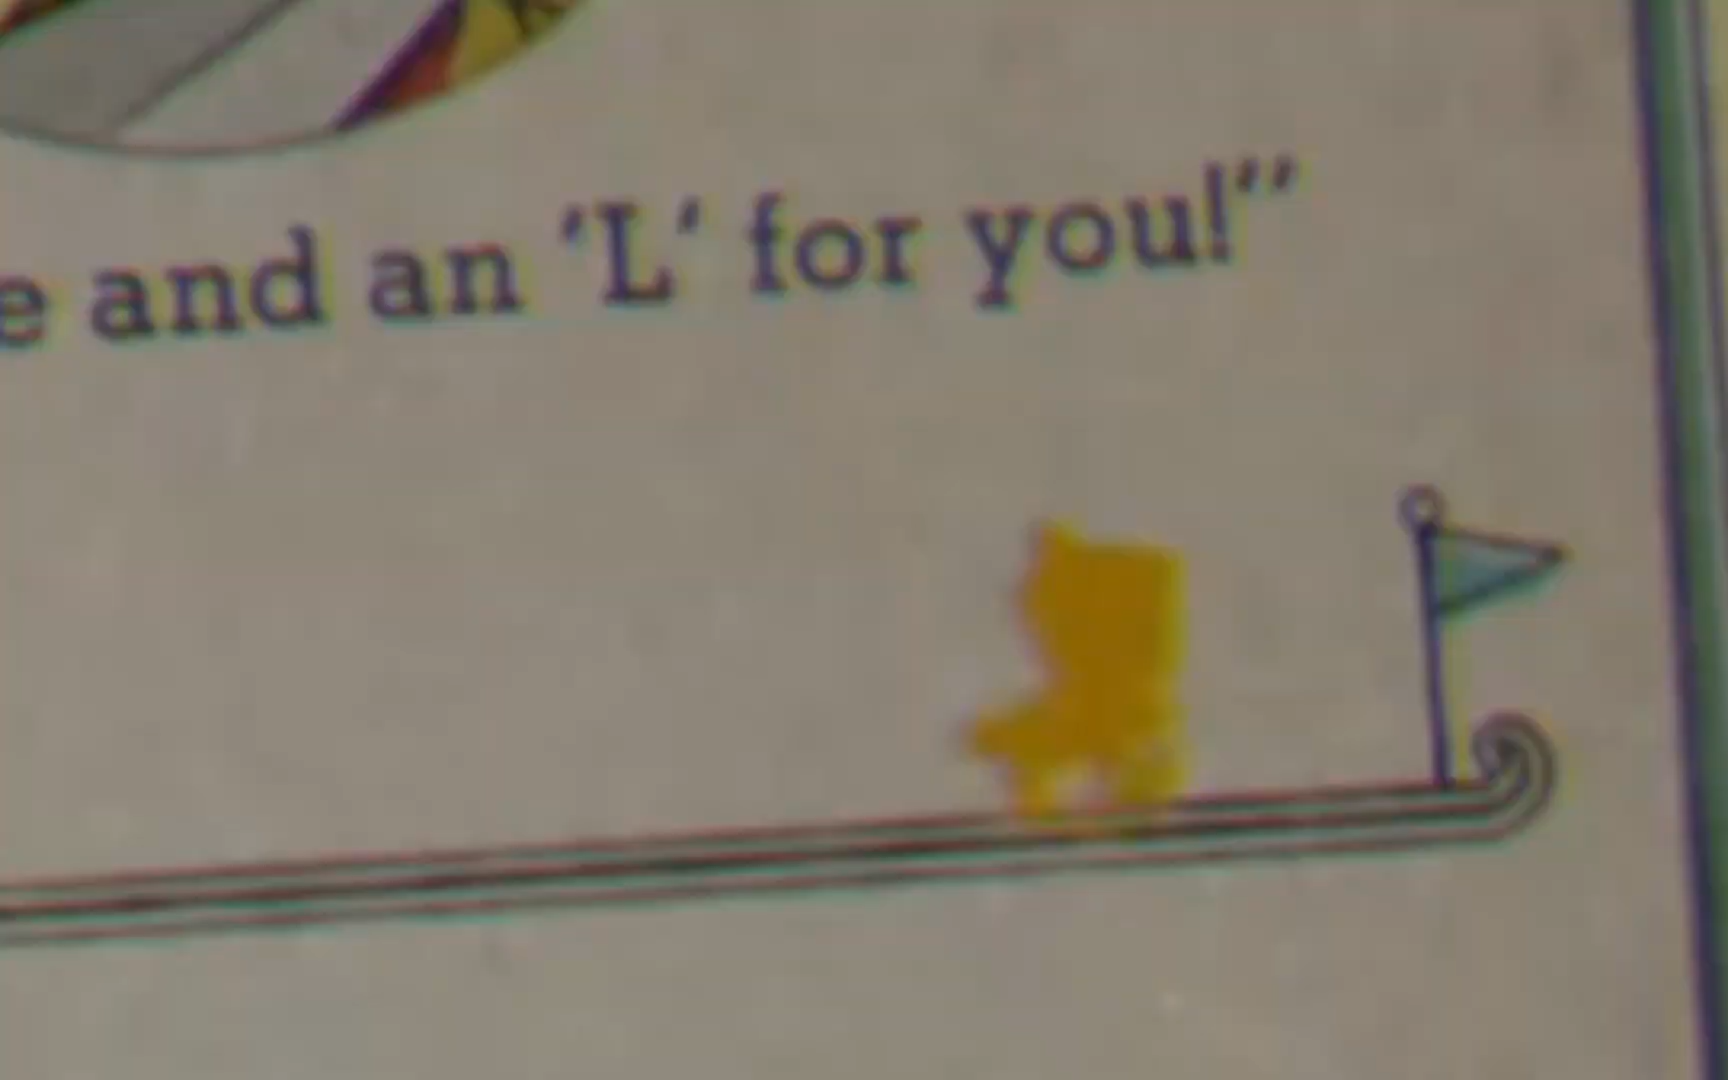 e and an ‘L’ for you!”